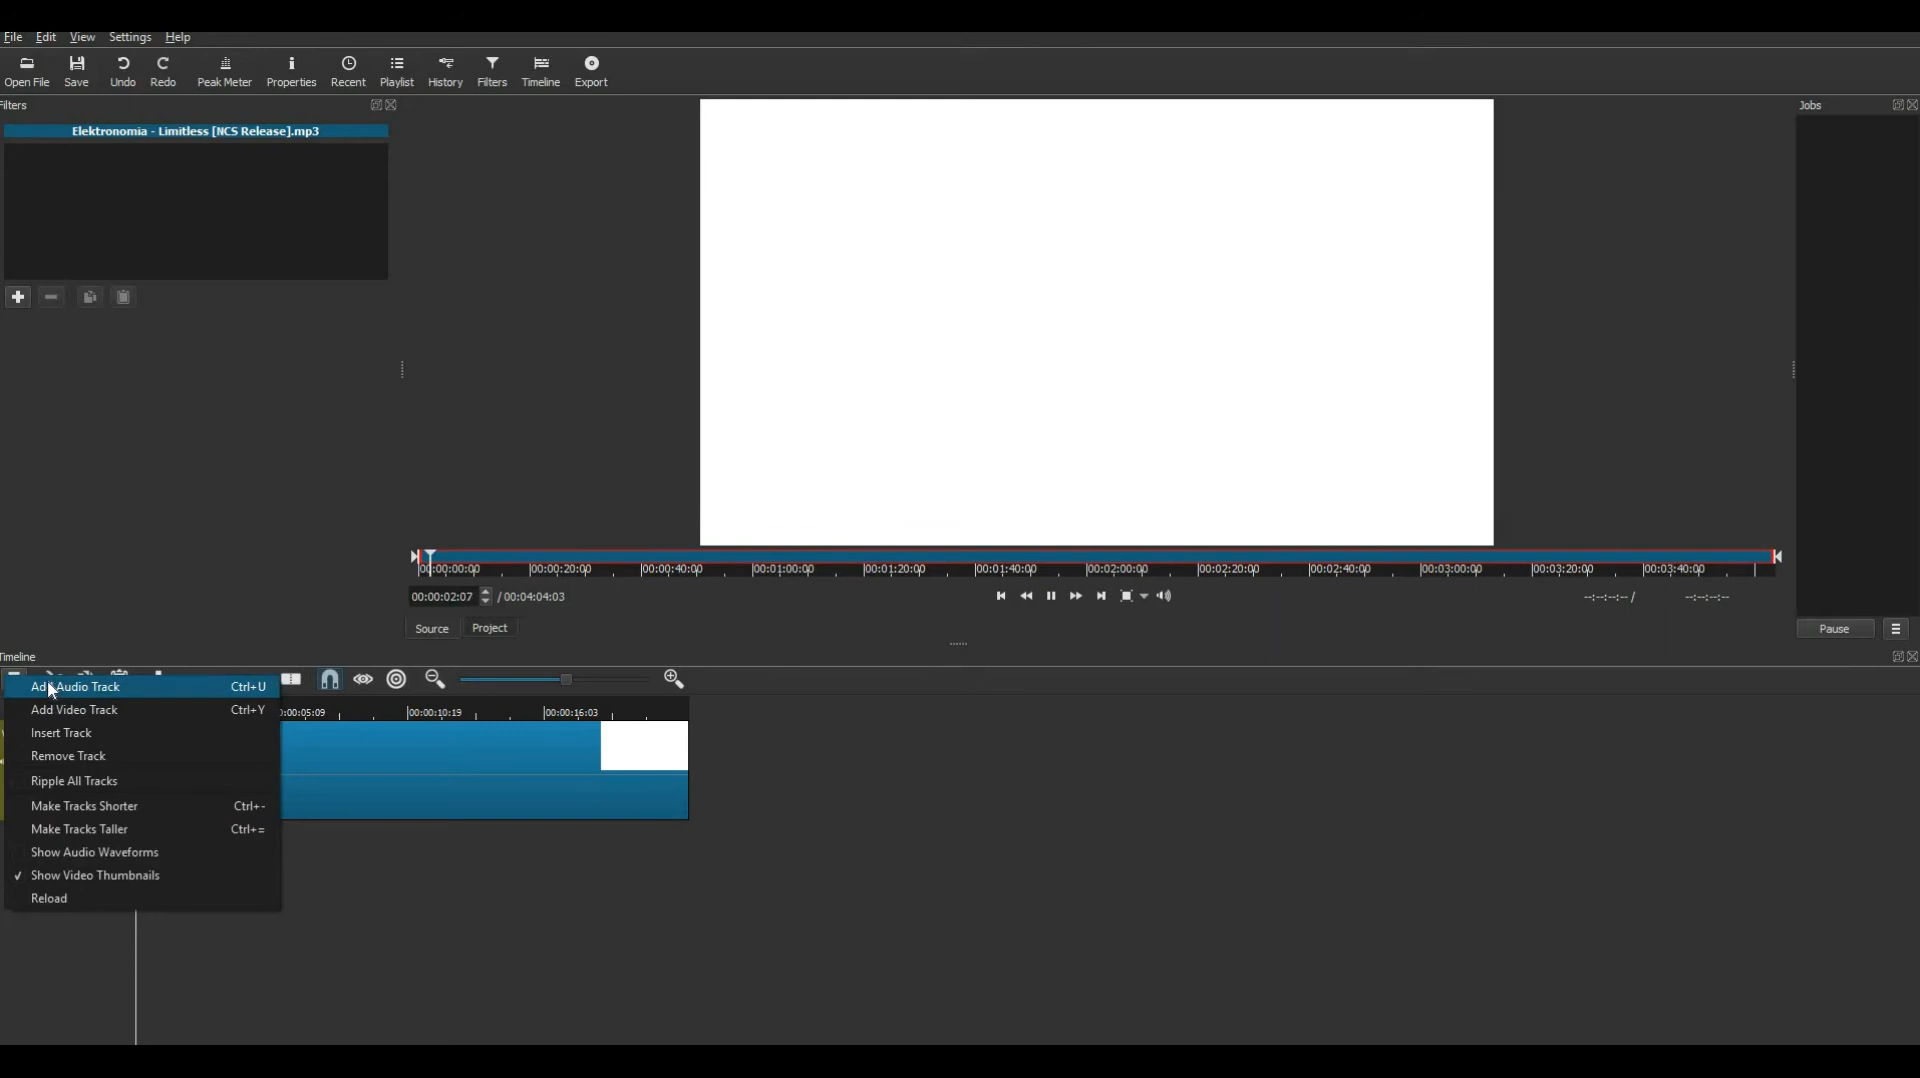 File Edit View Settings Help
Open File Save Undo Redo Peak Meter Properties Recent Playlist History Filters Timeline Export
Filters
Jobs
Elektronomia - Limitless [NCS Release].mp3
00:00:00:00 00:00:20:00 00:00:40:00 00:01:00:00 00:01:20:00 00:01:40:00 00:02:00:00 00:02:20:00 00:02:40:00 00:03:00:00 00:03:20:00 00:03:40:00
00:00:02:07 / 00:04:04:03 --:--:--:-- / --:--:--:--
Source Project
Pause
Timeline
Add Audio Track Ctrl+U
Add Video Track Ctrl+Y
:00:05:09 00:00:10:19 00:00:16:03
Insert Track
Remove Track
Ripple All Tracks
Make Tracks Shorter Ctrl+-
Make Tracks Taller Ctrl+=
Show Audio Waveforms
Show Video Thumbnails
Reload